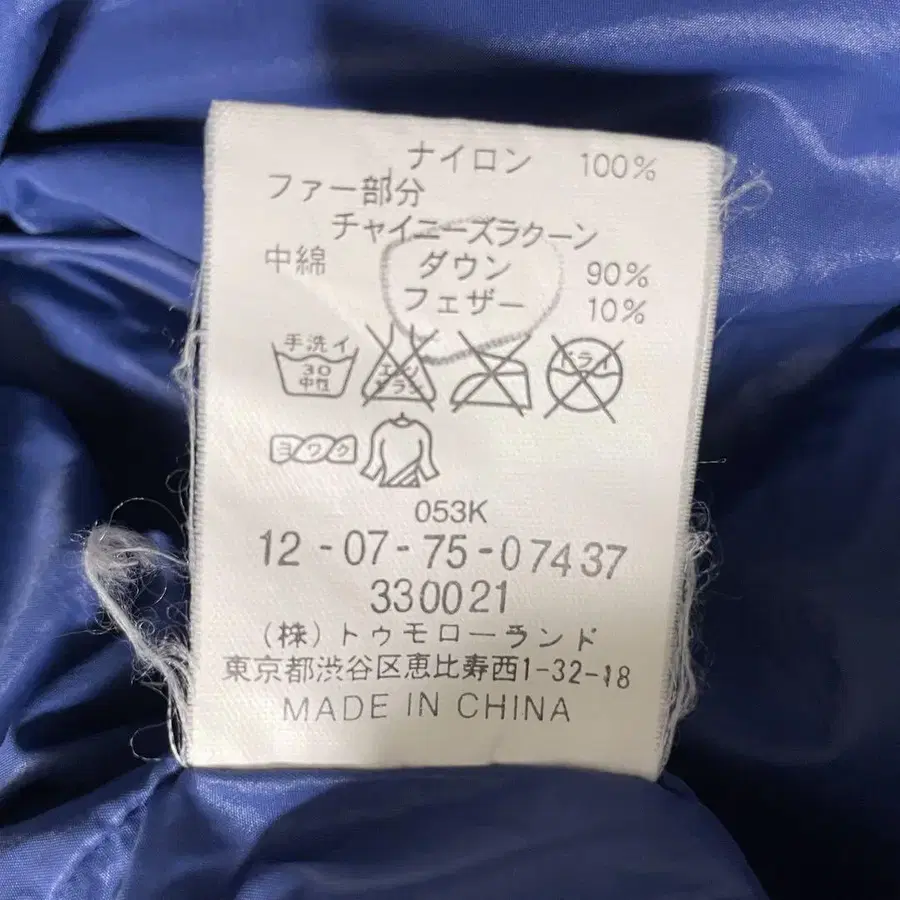 ナイロン 100%
ファー部分
チャイニーズラクーン
中綿 ダウン 90%
フェザー 10%
手洗イ
30
中性
エンソ
サラシ
ドライ
ヨワク
053K
12-07-75-07437
330021
(株)トゥモローランド
東京都渋谷区恵比寿西1-32-18
MADE IN CHINA